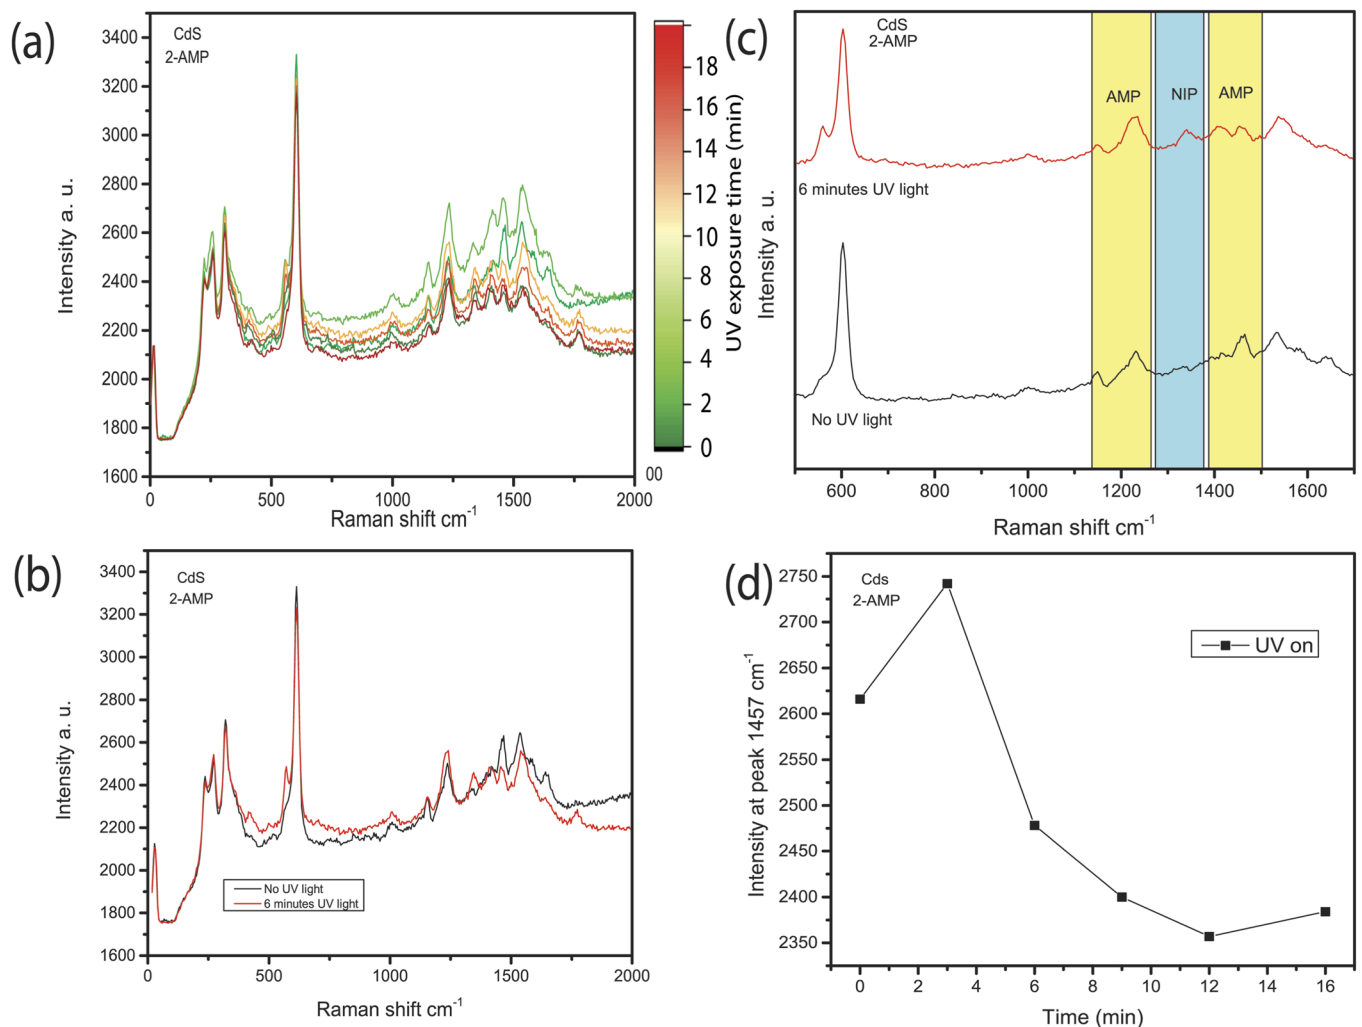 (a)
CdS
2-AMP
3400
3200
3000
2800
2600
2400
2200
2000
1800
1600
0
500
1000
1500
2000
Intensity a. u.
Raman shift cm-1
18
16
14
12
10
8
6
4
2
0
00
UV exposure time (min)
(b)
CdS
2-AMP
3400
3200
3000
2800
2600
2400
2200
2000
1800
1600
0
500
1000
1500
2000
Intensity a. u.
Raman shift cm-1
No UV light
6 minutes UV light
(c)
CdS
2-AMP
AMP
NIP
AMP
6 minutes UV light
No UV light
Intensity a. u.
600
800
1000
1200
1400
1600
Raman shift cm-1
(d)
Cds
2-AMP
UV on
2750
2700
2650
2600
2550
2500
2450
2400
2350
Intensity at peak 1457 cm-1
0
2
4
6
8
10
12
14
16
Time (min)